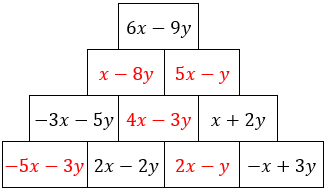 6x − 9y
x − 8y 5x − y
−3x − 5y 4x − 3y x + 2y
−5x − 3y 2x − 2y 2x − y −x + 3y